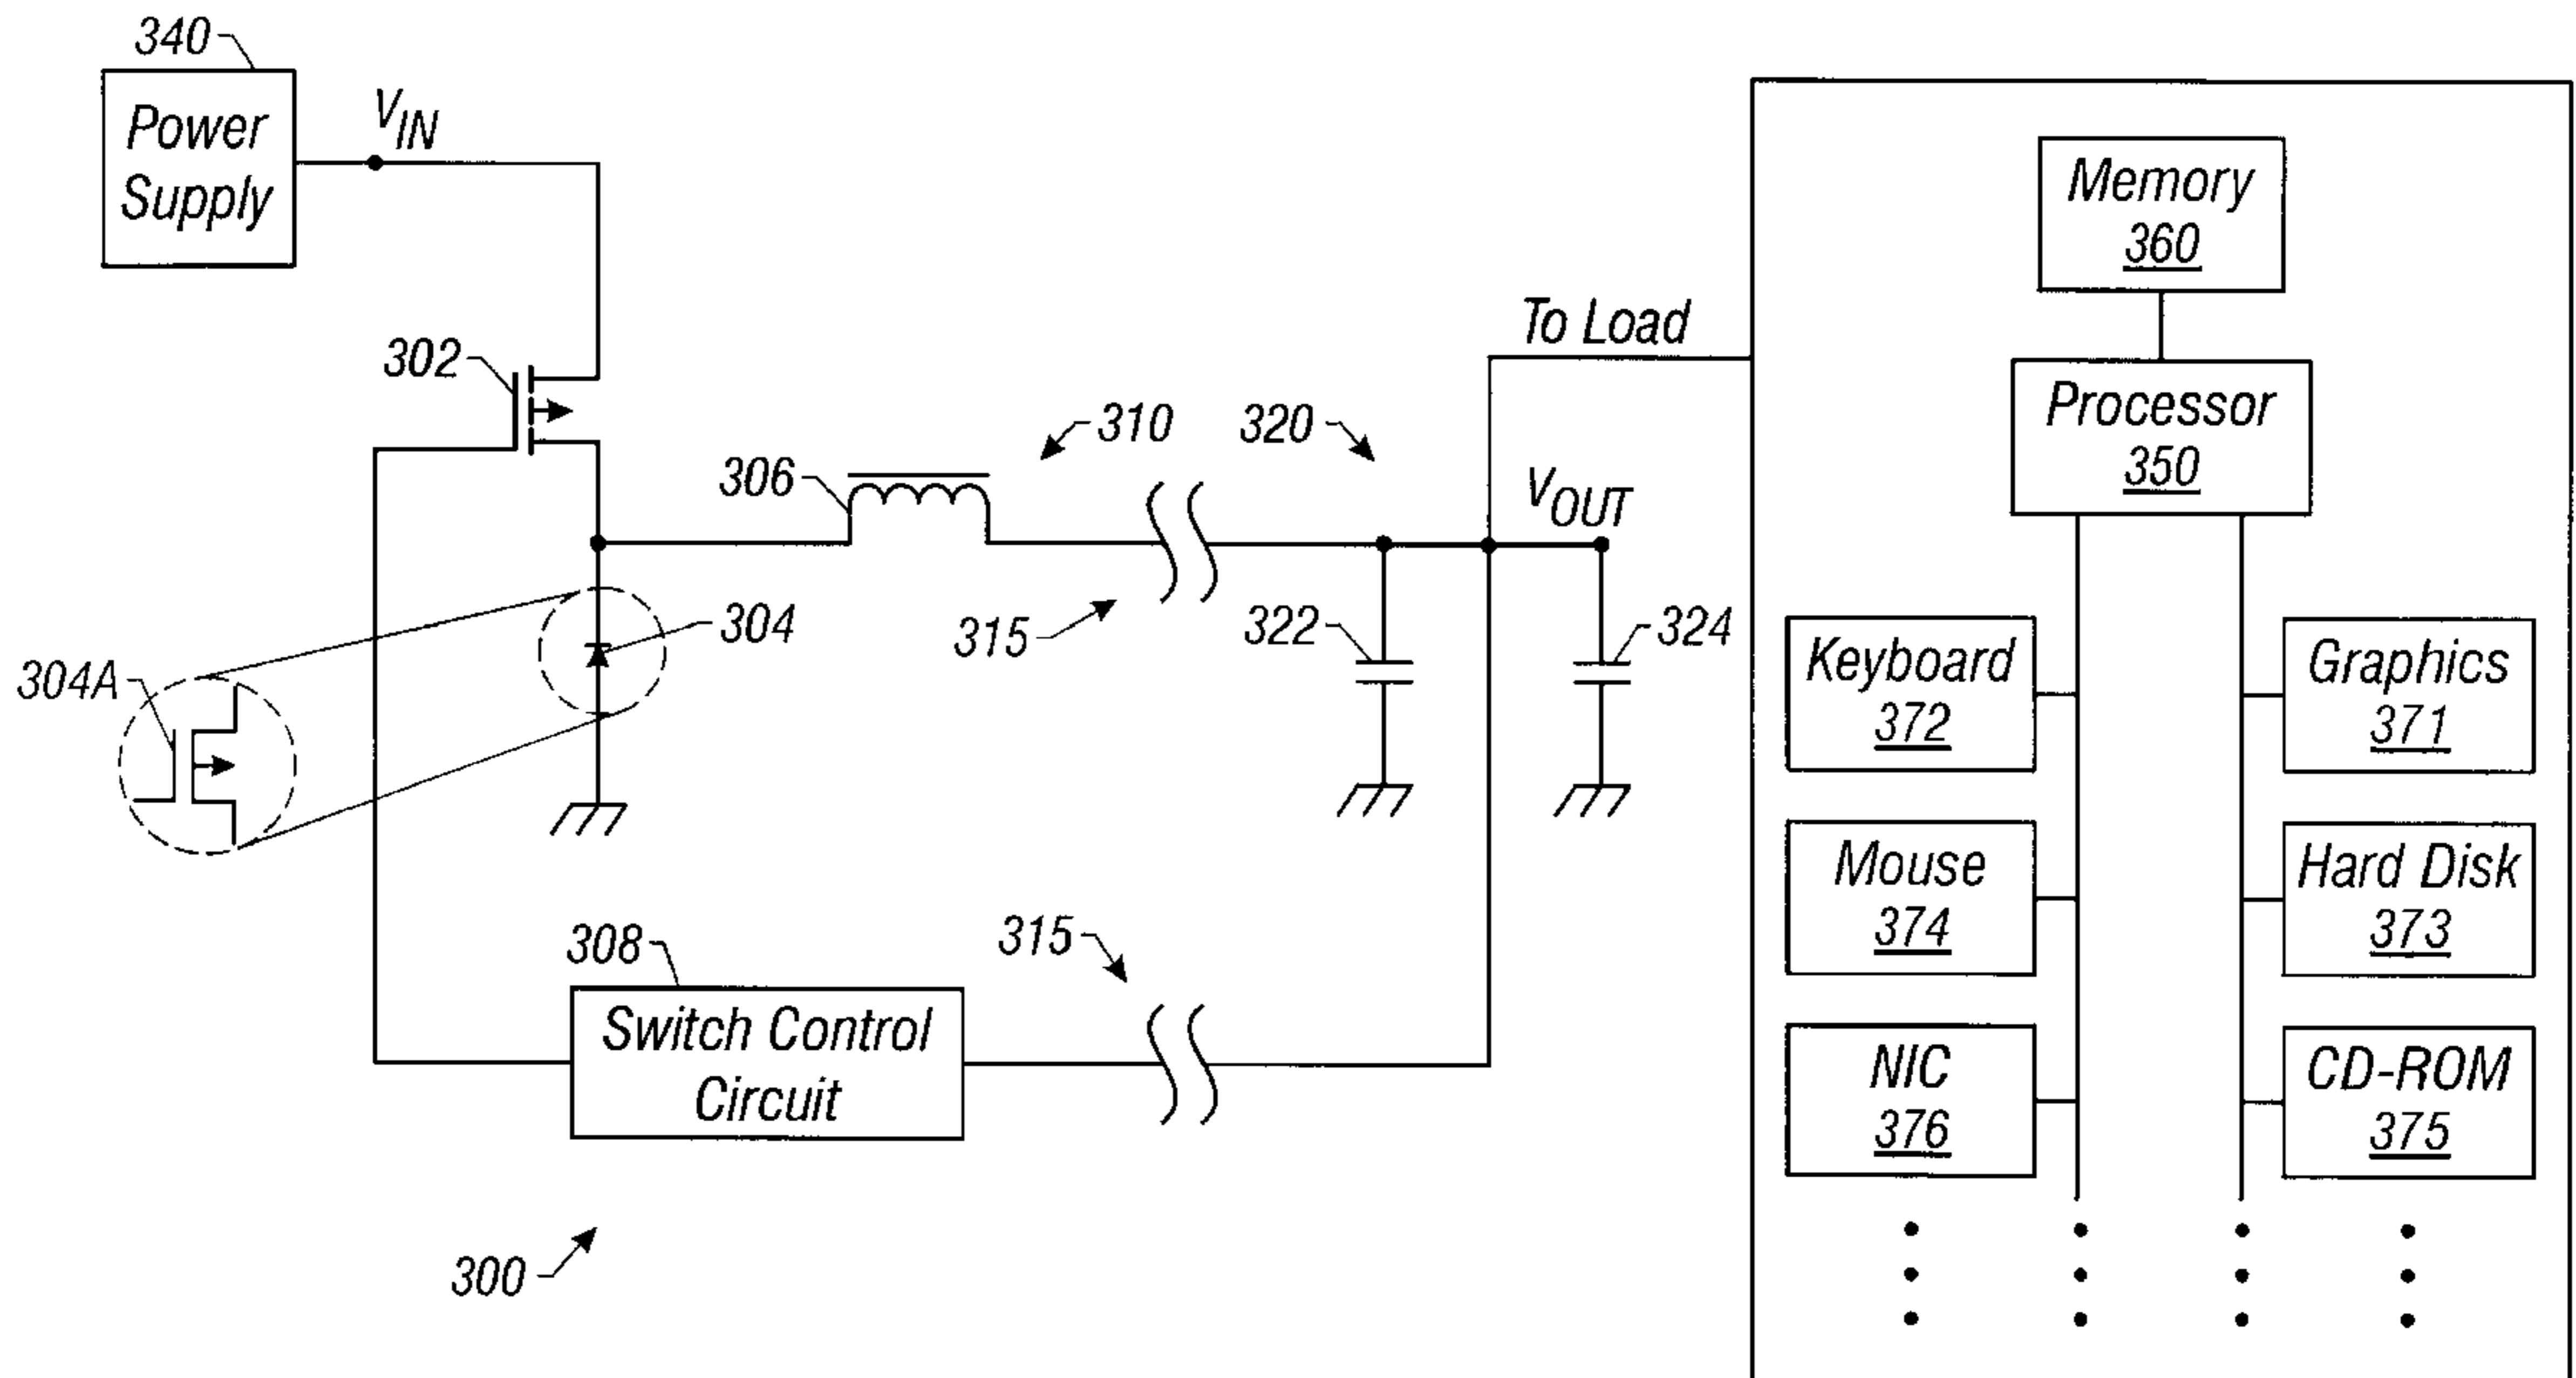 340
Power
Supply
VIN
302
306
310
320
To Load
VOUT
315
304
304A
322
324
308
Switch Control
Circuit
315
300
Memory
360
Processor
350
Keyboard
372
Graphics
371
Mouse
374
Hard Disk
373
NIC
376
CD-ROM
375